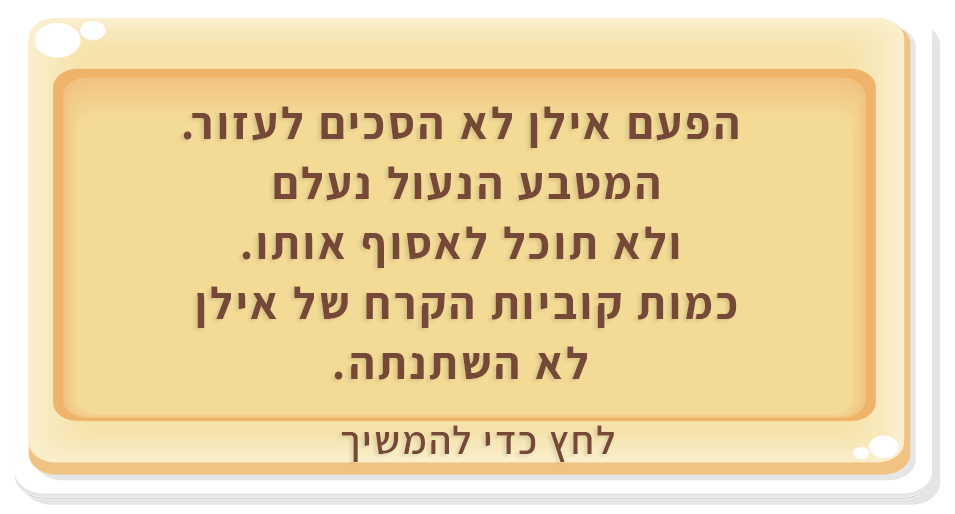 הפעם אילן לא הסכים לעזור.
המטבע הנעול נעלם
ולא תוכל לאסוף אותו.
כמות קוביות הקרח של אילן
לא השתנתה.
לחץ כדי להמשיך